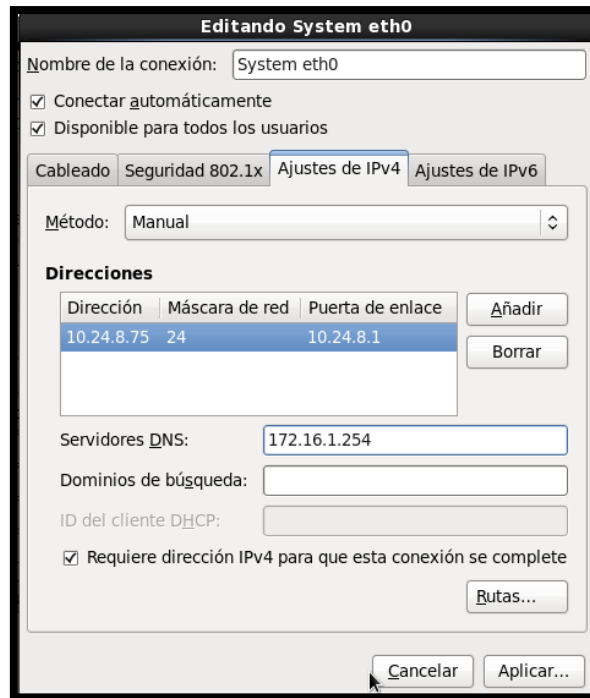 Editando System eth0
Nombre de la conexión: System eth0
Conectar automáticamente
Disponible para todos los usuarios
Cableado Seguridad 802.1x Ajustes de IPv4 Ajustes de IPv6
Método: Manual
Direcciones
Dirección Máscara de red Puerta de enlace Añadir
10.24.8.75 24 10.24.8.1
Borrar
Servidores DNS: 172.16.1.254
Dominios de búsqueda:
ID del cliente DHCP:
Requiere dirección IPv4 para que esta conexión se complete
Rutas...
Cancelar Aplicar...